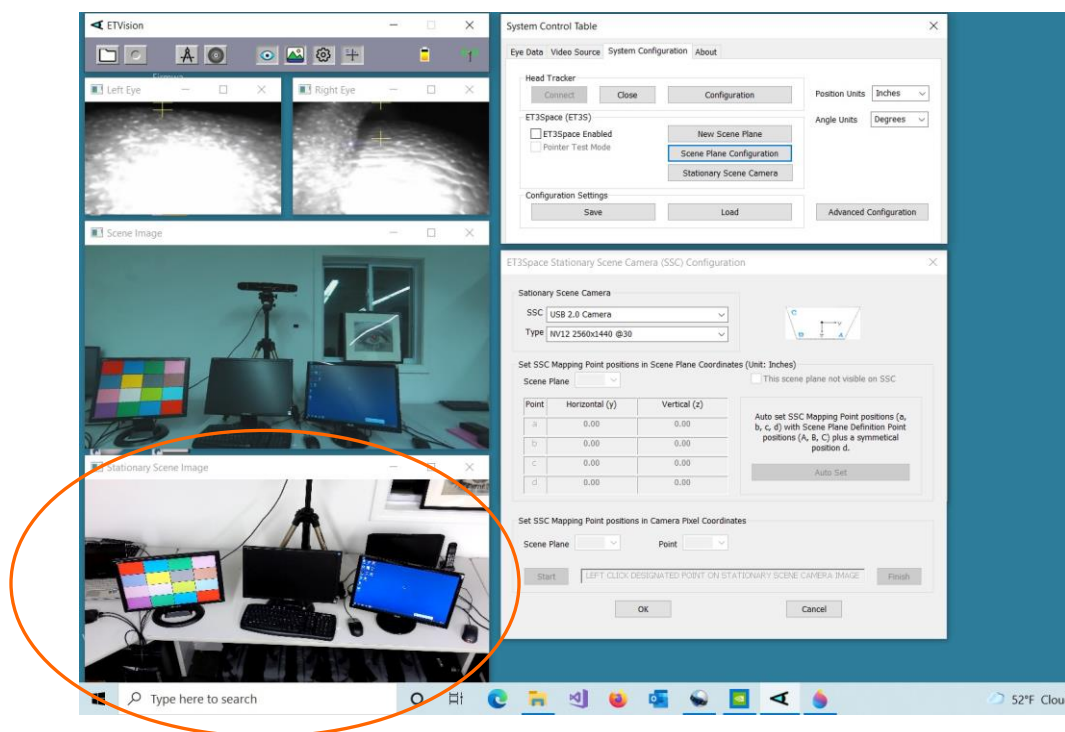 ETVision
Left Eye
Right Eye
Scene Image
Stationary Scene Image
System Control Table
Eye Data Video Source System Configuration About
Head Tracker
Connect Close Configuration
Position Units Inches
Angle Units Degrees
ET3Space (ET3S)
ET3Space Enabled
Pointer Test Mode
New Scene Plane
Scene Plane Configuration
Stationary Scene Camera
Configuration Settings
Save Load Advanced Configuration
ET3Space Stationary Scene Camera (SSC) Configuration
Sationary Scene Camera
SSC USB 2.0 Camera
Type NV12 2560x1440 @30
C
B
A
y
Set SSC Mapping Point positions in Scene Plane Coordinates (Unit: Inches)
Scene Plane
This scene plane not visible on SSC
Point Horizontal (y) Vertical (z)
a 0.00 0.00
b 0.00 0.00
c 0.00 0.00
d 0.00 0.00
Auto set SSC Mapping Point positions (a,
b, c, d) with Scene Plane Definition Point
positions (A, B, C) plus a symmetical
position d.
Auto Set
Set SSC Mapping Point positions in Camera Pixel Coordinates
Scene Plane Point
Start LEFT CLICK DESIGNATED POINT ON STATIONARY SCENE CAMERA IMAGE Finish
OK Cancel
Type here to search
52°F Clou